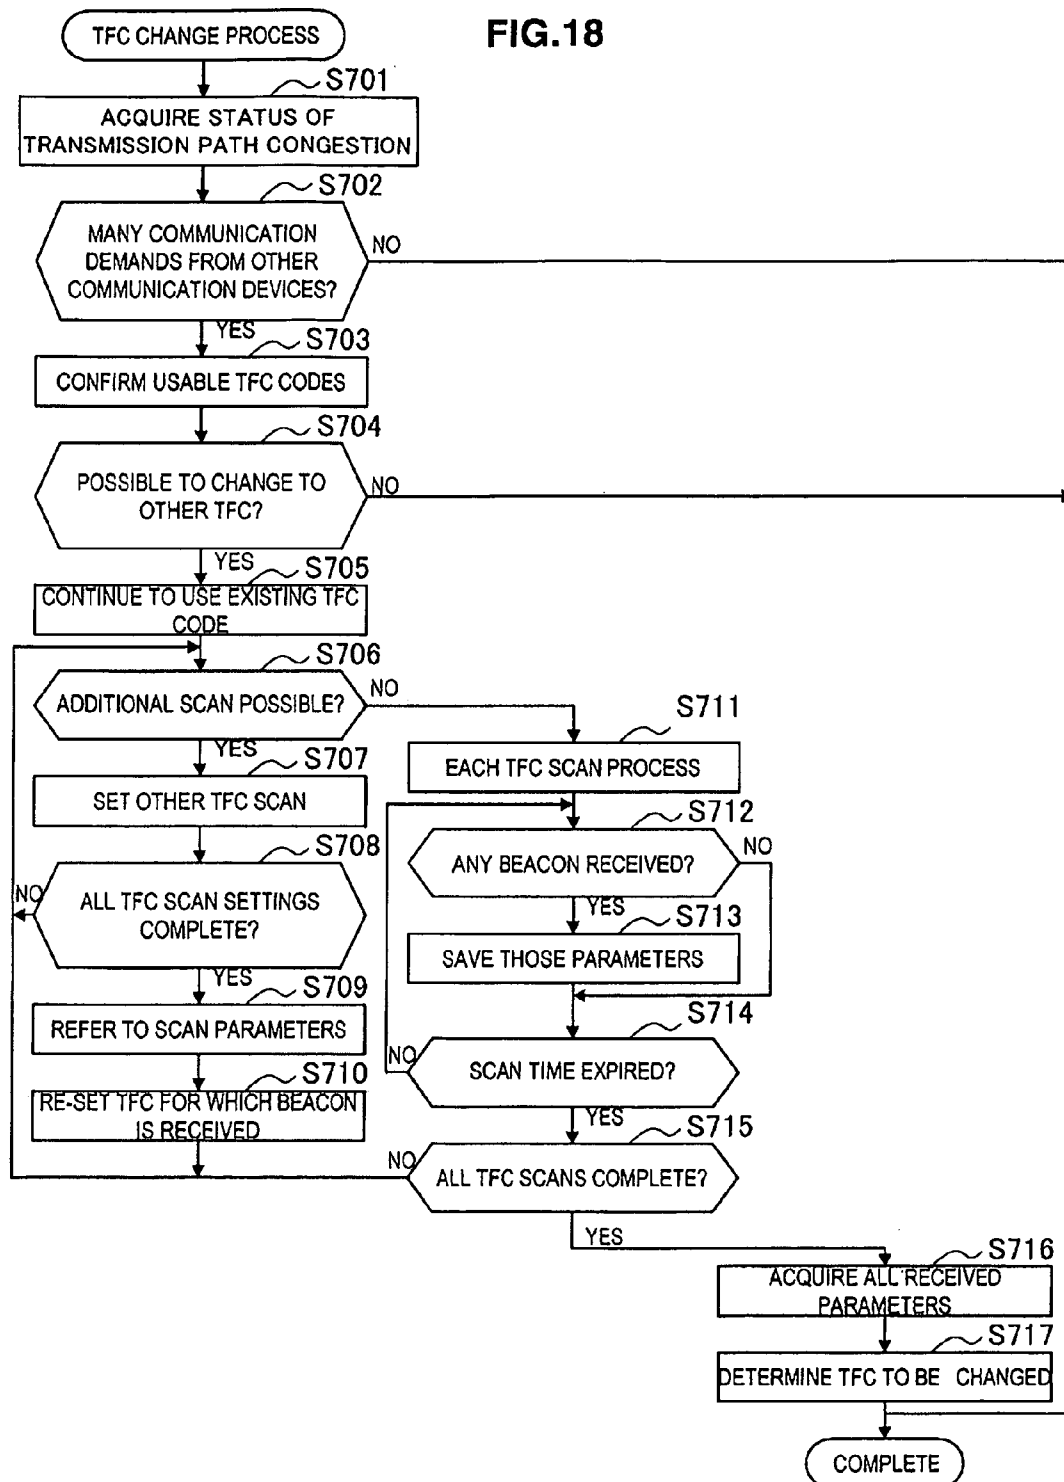 FIG.18
TFC CHANGE PROCESS
S701
ACQUIRE STATUS OF
TRANSMISSION PATH CONGESTION
S702
MANY COMMUNICATION
DEMANDS FROM OTHER
COMMUNICATION DEVICES?
NO
YES
S703
CONFIRM USABLE TFC CODES
S704
POSSIBLE TO CHANGE TO
OTHER TFC?
NO
YES
S705
CONTINUE TO USE EXISTING TFC
CODE
S706
ADDITIONAL SCAN POSSIBLE?
NO
YES
S707
SET OTHER TFC SCAN
S708
ALL TFC SCAN SETTINGS
COMPLETE?
NO
YES
S709
REFER TO SCAN PARAMETERS
S710
RE-SET TFC FOR WHICH BEACON
IS RECEIVED
S711
EACH TFC SCAN PROCESS
S712
ANY BEACON RECEIVED?
NO
YES
S713
SAVE THOSE PARAMETERS
S714
SCAN TIME EXPIRED?
NO
YES
S715
ALL TFC SCANS COMPLETE?
NO
YES
S716
ACQUIRE ALL RECEIVED
PARAMETERS
S717
DETERMINE TFC TO BE CHANGED
COMPLETE